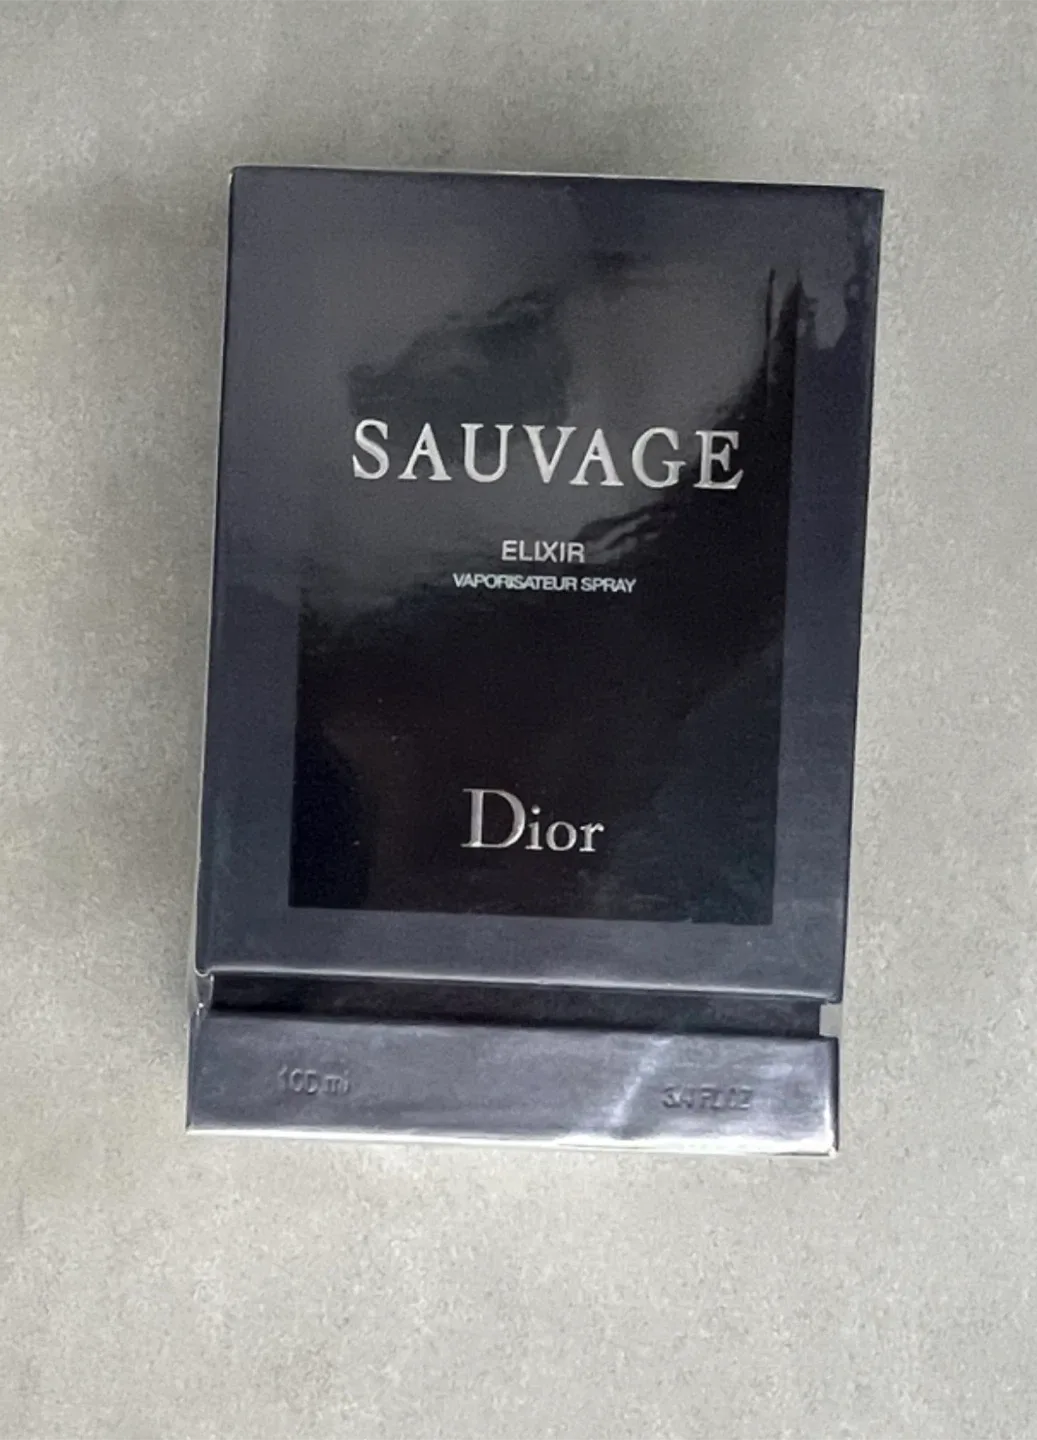 SAUVAGE
ELIXIR
VAPORISATEUR SPRAY
Dior
100 ml 3.4 FL.OZ